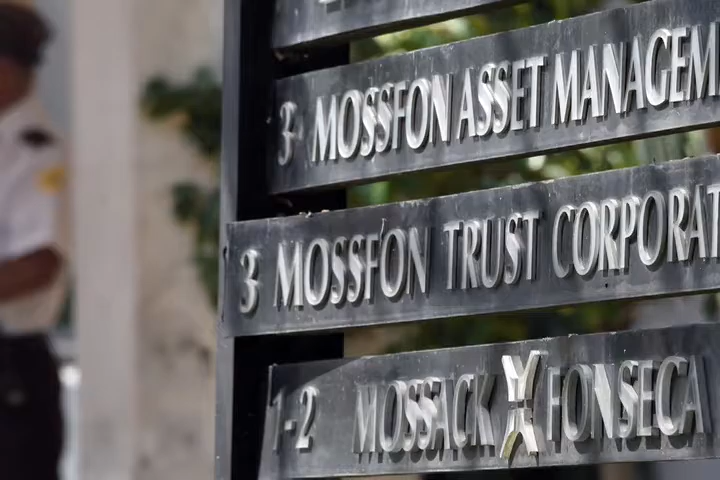 3 MOSSFON ASSET MANAGEM
3 MOSSFON TRUST CORPORAT
1-2 MOSSACK FONSECA